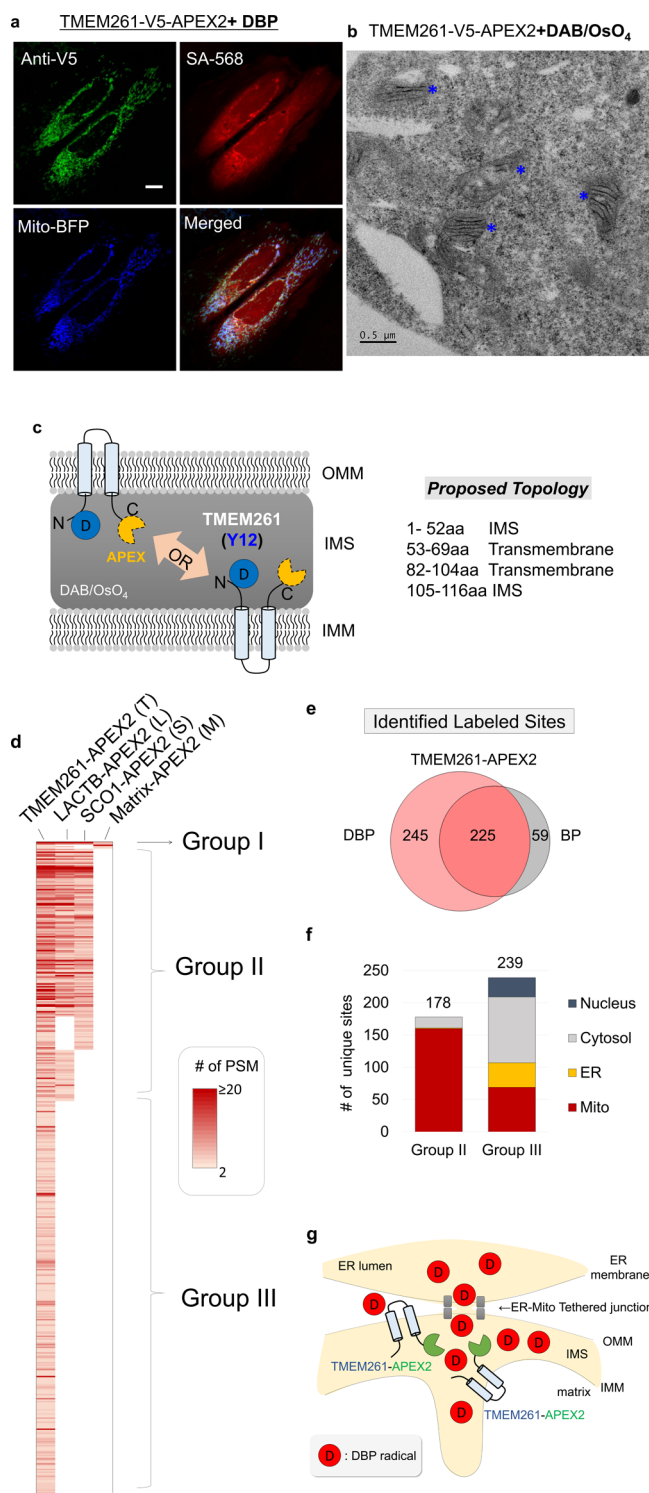 a
TMEM261-V5-APEX2+ DBP
Anti-V5
SA-568
Mito-BFP
Merged
b
TMEM261-V5-APEX2+DAB/OsO4
*
*
*
*
0.5 μm
c
OMM
N
D
C
APEX
OR
TMEM261
(Y12)
IMS
N
D
C
DAB/OsO4
IMM
Proposed Topology
1- 52aa IMS
53-69aa Transmembrane
82-104aa Transmembrane
105-116aa IMS
d
TMEM261-APEX2 (T)
LACTB-APEX2 (L)
SCO1-APEX2 (S)
Matrix-APEX2 (M)
Group I
Group II
# of PSM
≥20
2
Group III
e
Identified Labeled Sites
TMEM261-APEX2
DBP
245
225
59
BP
f
# of unique sites
250
200
150
100
50
0
178
239
Group II
Group III
Nucleus
Cytosol
ER
Mito
g
ER lumen
ER
membrane
D
D
D
D
←ER-Mito Tethered junction
D
D
D
D
OMM
IMS
TMEM261-APEX2
matrix
IMM
D
TMEM261-APEX2
D : DBP radical